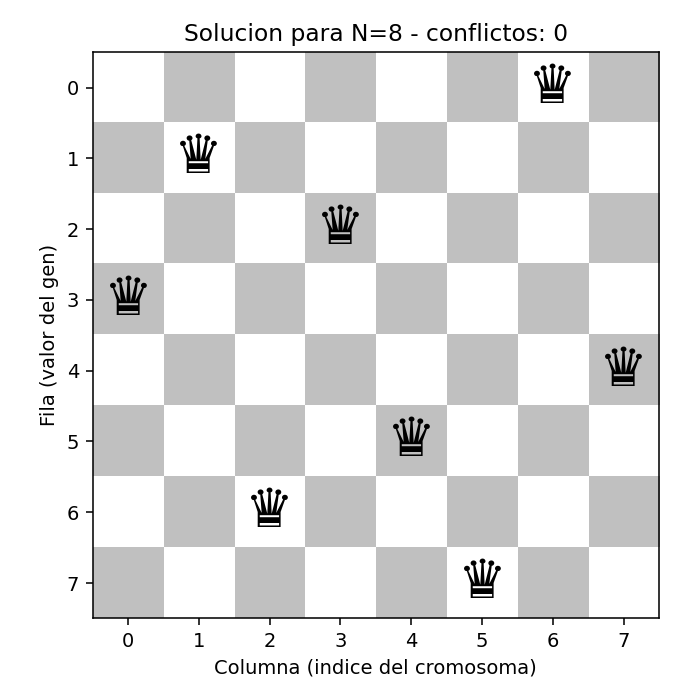 Solucion para N=8 - conflictos: 0
0
1
2
3
4
5
6
7
Fila (valor del gen)
0 1 2 3 4 5 6 7
Columna (indice del cromosoma)